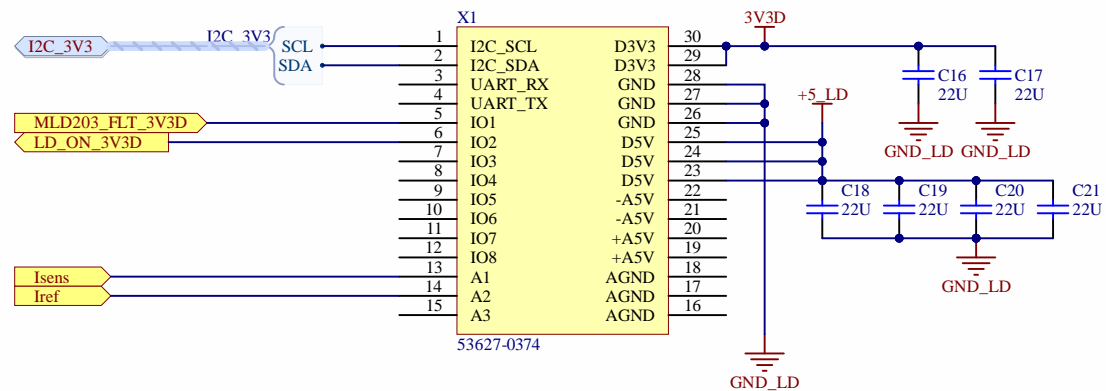 X1
3V3D
I2C_3V3
I2C_3V3
SCL
SDA
1 I2C_SCL D3V3 30
2 I2C_SDA D3V3 29
3 UART_RX GND 28
4 UART_TX GND 27
MLD203_FLT_3V3D 5 IO1 GND 26
LD_ON_3V3D 6 IO2 D5V 25
7 IO3 D5V 24
8 IO4 D5V 23
9 IO5 -A5V 22
10 IO6 -A5V 21
11 IO7 +A5V 20
12 IO8 +A5V 19
Isens 13 A1 AGND 18
Iref 14 A2 AGND 17
15 A3 AGND 16
53627-0374
C16
22U
C17
22U
GND_LD GND_LD
+5_LD
C18
22U
C19
22U
C20
22U
C21
22U
GND_LD
GND_LD